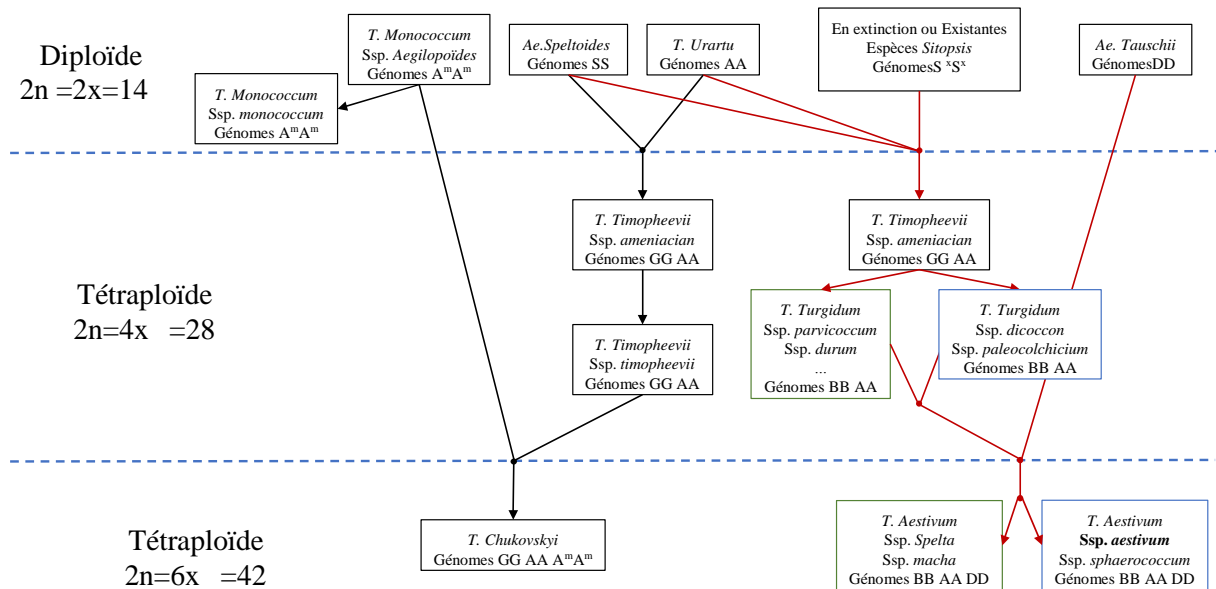 Diploïde
2n =2x=14
T. Monococcum
Ssp. Aegilopoïdes
Génomes AᵐAᵐ
Ae.Speltoides
Génomes SS
T. Urartu
Génomes AA
En extinction ou Existantes
Espèces Sitopsis
GénomesS ˣSˣ
Ae. Tauschii
GénomesDD
T. Monococcum
Ssp. monococcum
Génomes AᵐAᵐ
Tétraploïde
2n=4x =28
T. Timopheevii
Ssp. ameniacian
Génomes GG AA
T. Timopheevii
Ssp. ameniacian
Génomes GG AA
T. Timopheevii
Ssp. timopheevii
Génomes GG AA
T. Turgidum
Ssp. parvicoccum
Ssp. durum
...
Génomes BB AA
T. Turgidum
Ssp. dicoccon
Ssp. paleocolchicium
Génomes BB AA
Tétraploïde
2n=6x =42
T. Chukovskyi
Génomes GG AA AᵐAᵐ
T. Aestivum
Ssp. Spelta
Ssp. macha
Génomes BB AA DD
T. Aestivum
Ssp. aestivum
Ssp. sphaerococcum
Génomes BB AA DD